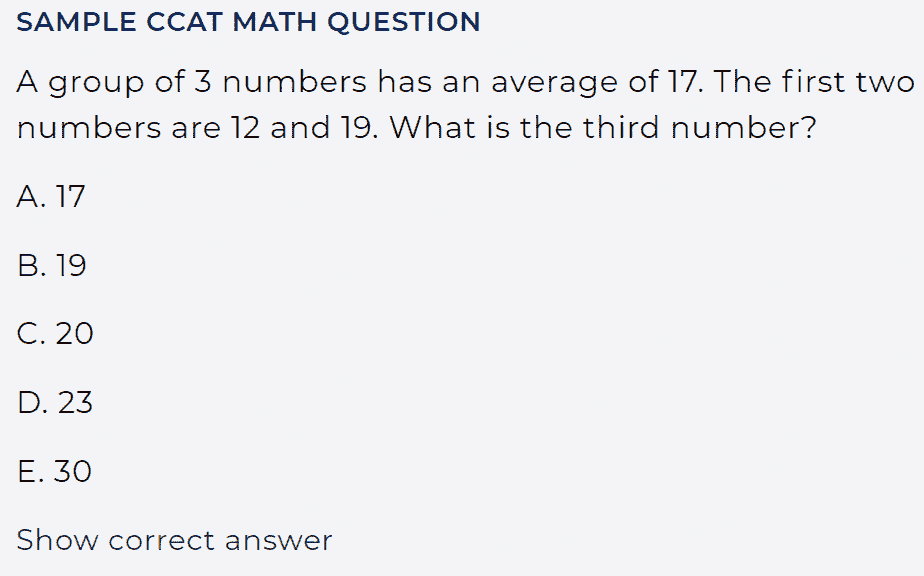 SAMPLE CCAT MATH QUESTION
A group of 3 numbers has an average of 17. The first two
numbers are 12 and 19. What is the third number?
A. 17
B. 19
C. 20
D. 23
E. 30
Show correct answer